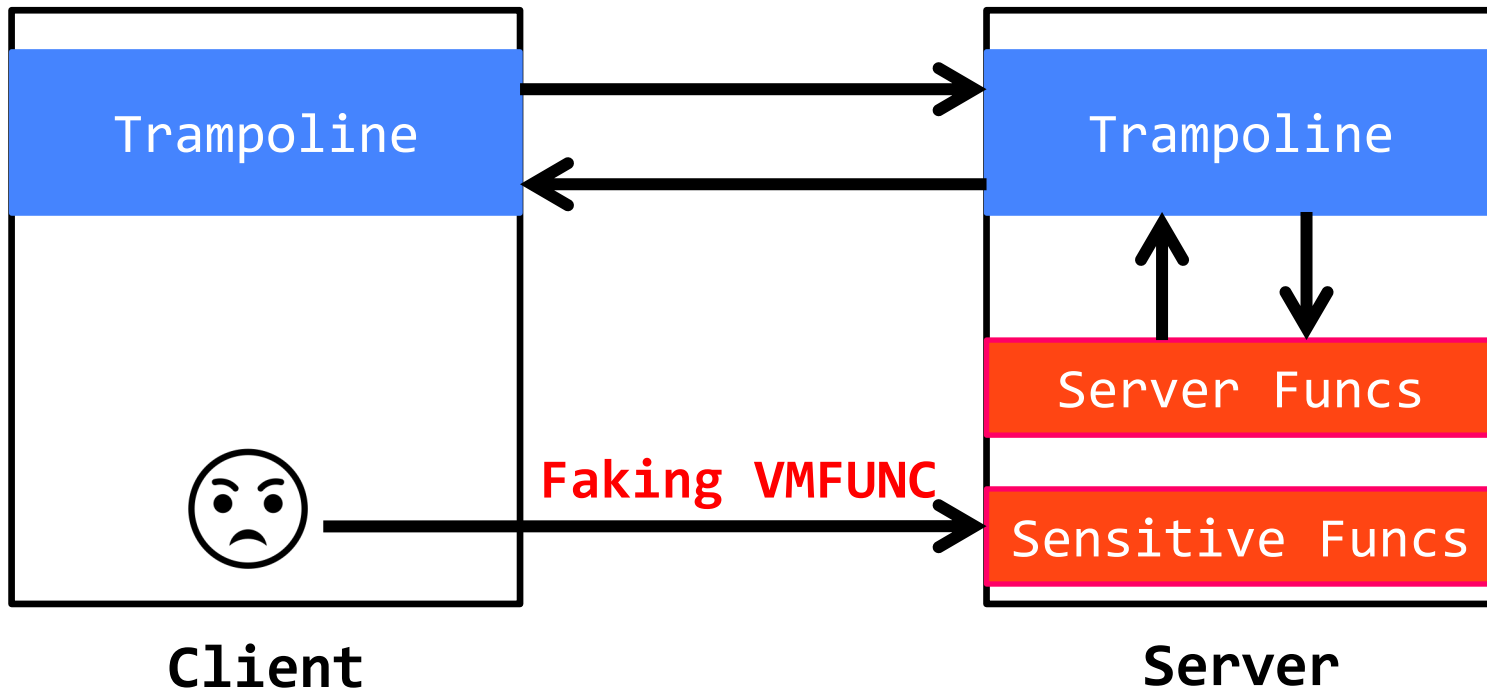 Trampoline
Trampoline
Server Funcs
Faking VMFUNC
Sensitive Funcs
Client
Server